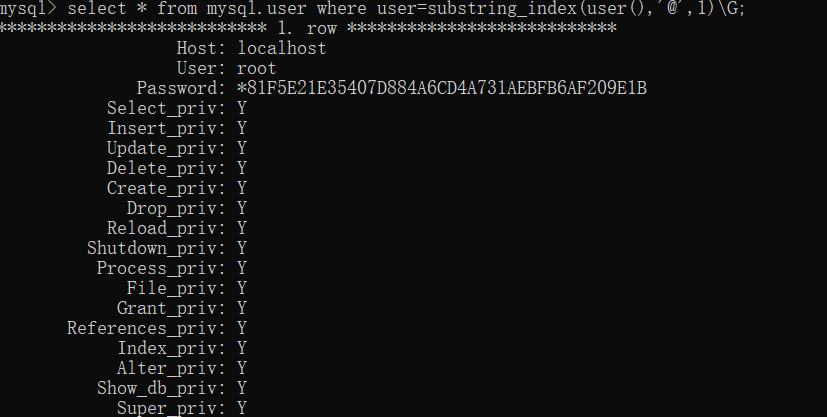 mysql> select * from mysql.user where user=substring_index(user(),'@',1)\G;
*************************** 1. row ***************************
Host: localhost
User: root
Password: *81F5E21E35407D884A6CD4A731AEBFB6AF209E1B
Select_priv: Y
Insert_priv: Y
Update_priv: Y
Delete_priv: Y
Create_priv: Y
Drop_priv: Y
Reload_priv: Y
Shutdown_priv: Y
Process_priv: Y
File_priv: Y
Grant_priv: Y
References_priv: Y
Index_priv: Y
Alter_priv: Y
Show_db_priv: Y
Super_priv: Y